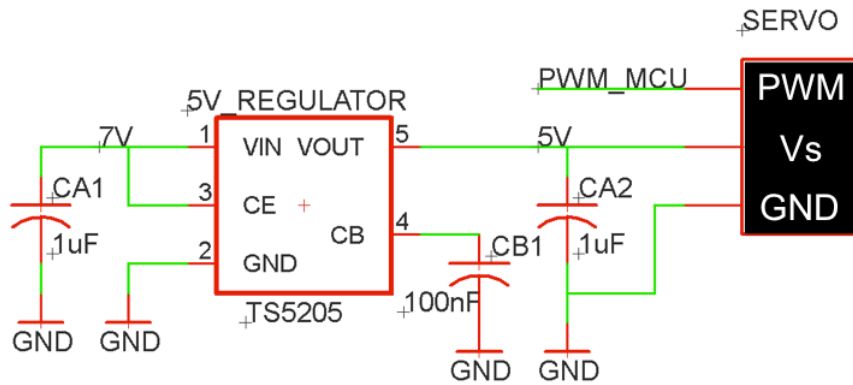 SERVO
PWM_MCU
PWM
5V_REGULATOR
7V
1
VIN
VOUT
5
5V
Vs
CA1
3
CE
CA2
GND
4
CB
1uF
2
GND
CB1
1uF
TS5205
100nF
GND
GND
GND
GND